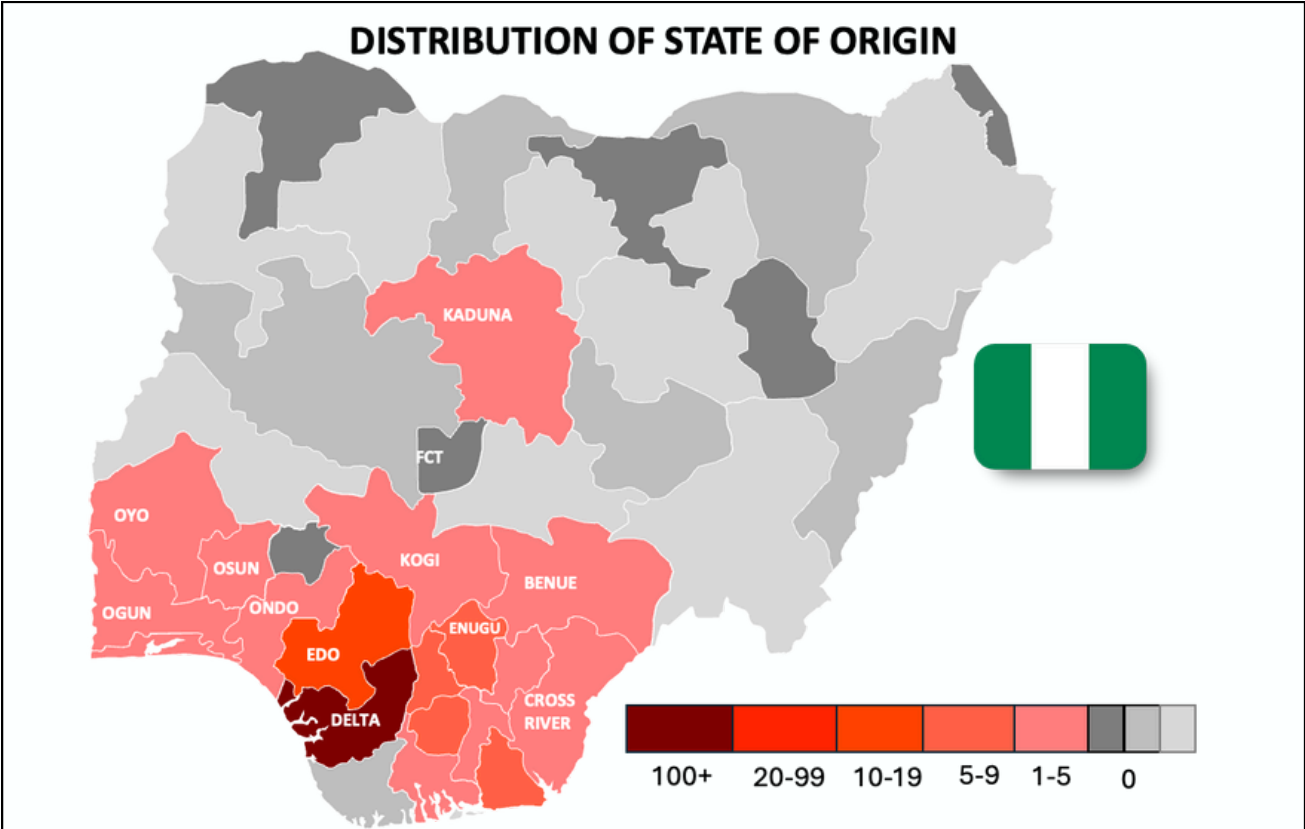 DISTRIBUTION OF STATE OF ORIGIN
KADUNA
FCT
OYO
OSUN
KOGI
BENUE
OGUN
ONDO
ENUGU
EDO
CROSS
RIVER
DELTA
100+ 20-99 10-19 5-9 1-5 0